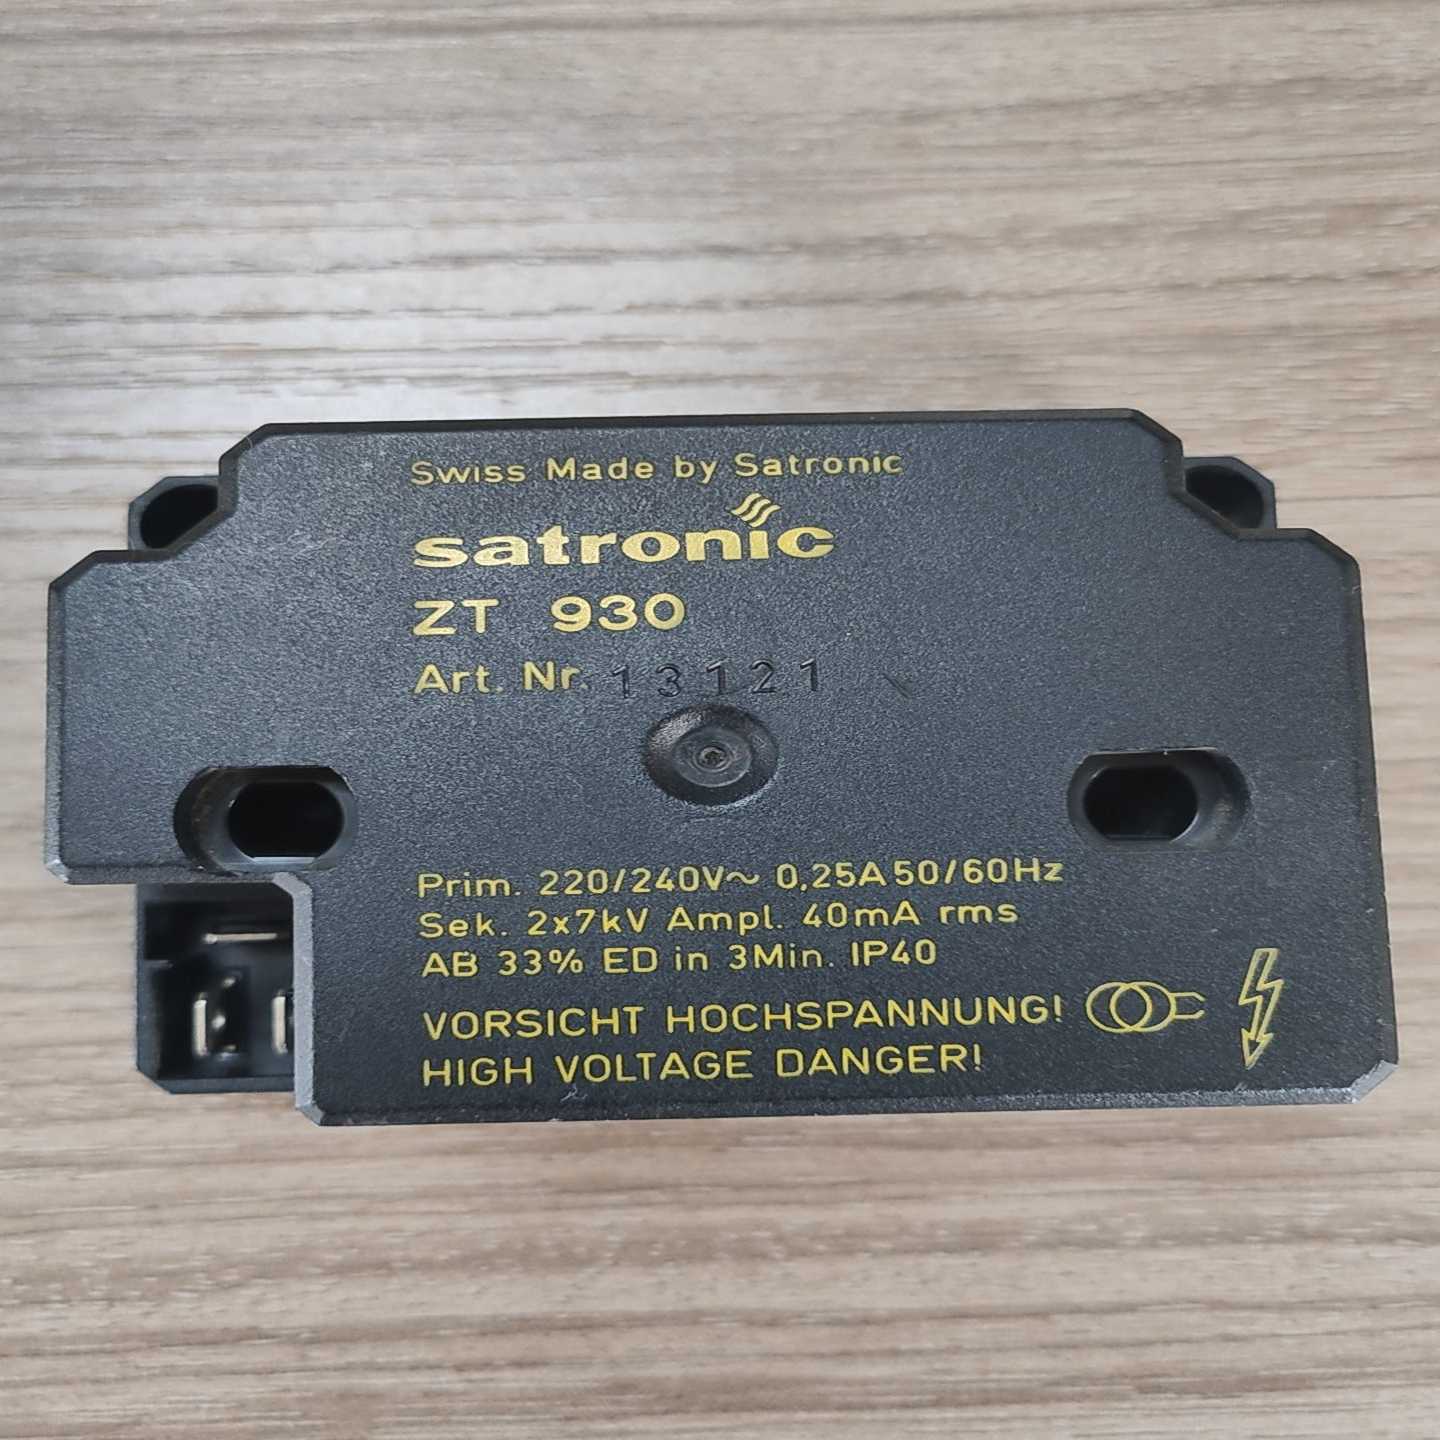 Swiss Made by Satronic
satronic
ZT 930
Art. Nr. 13121
Prim. 220/240V~ 0,25A 50/60Hz
Sek. 2x7kV Ampl. 40mA rms
AB 33% ED in 3Min. IP40
VORSICHT HOCHSPANNUNG!
HIGH VOLTAGE DANGER!